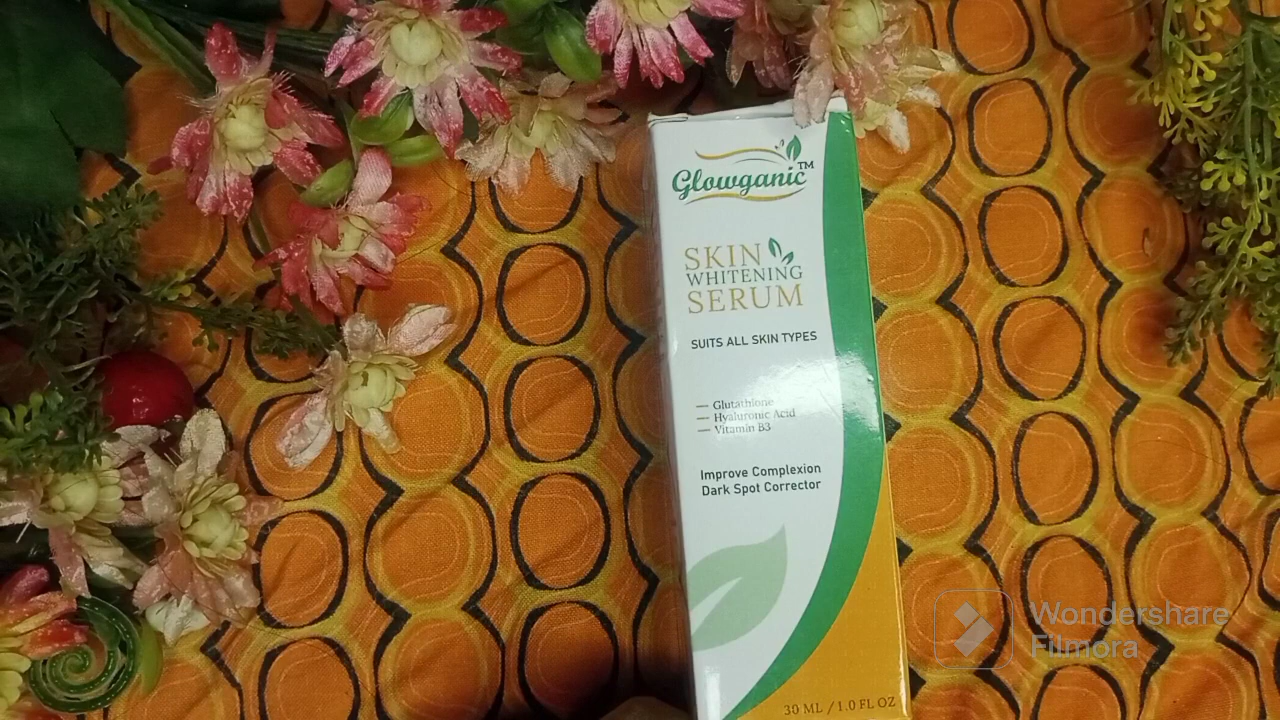 Glowganic™
SKIN
WHITENING
SERUM
SUITS ALL SKIN TYPES
— Glutathione
— Hyaluronic Acid
— Vitamin B3
Improve Complexion
Dark Spot Corrector
30 ML / 1.0 FL OZ
Wondershare
Filmora